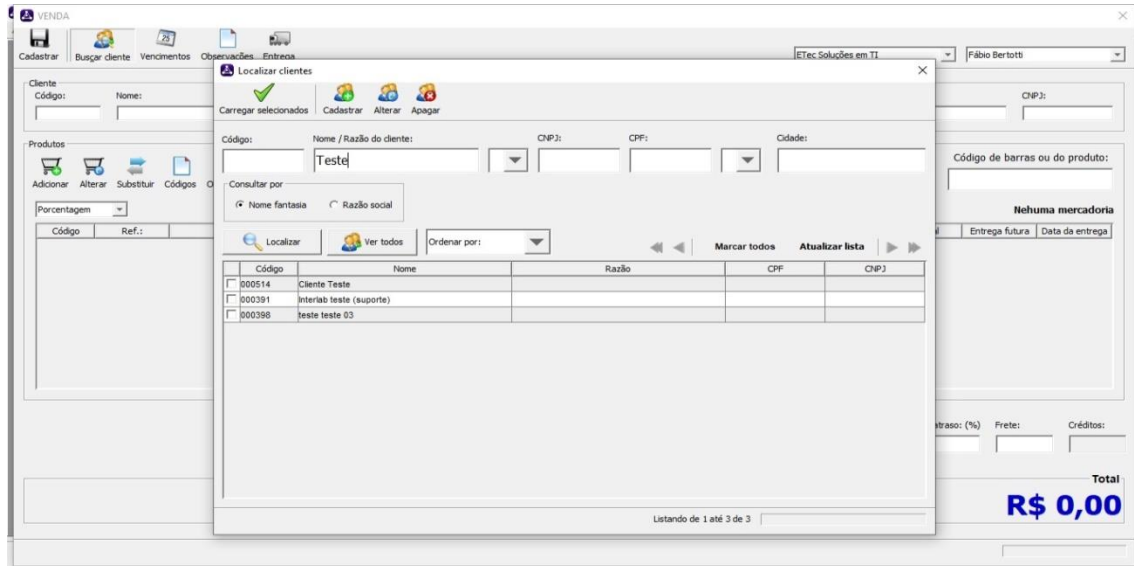 VENDA
Cadastrar Busçar cliente Vencimentos Observações Entrega
ETec Soluções em TI Fábio Bertotti
Cliente
Código: Nome: CNPJ:
Produtos
Adicionar Alterar Substituir Códigos
Código de barras ou do produto:
Porcentagem
Nehuma mercadoria
Código Ref.: Entrega futura Data da entrega
Localizar clientes
Carregar selecionados Cadastrar Alterar Apagar
Código: Nome / Razão do cliente: CNPJ: CPF: Cidade:
Teste
Consultar por
Nome fantasia Razão social
Localizar Ver todos Ordenar por: Marcar todos Atualizar lista
Código Nome Razão CPF CNPJ
000514 Cliente Teste
000391 Interlab teste (suporte)
000398 teste teste 03
Listando de 1 até 3 de 3
(%) Frete: Créditos:
Total
R$ 0,00